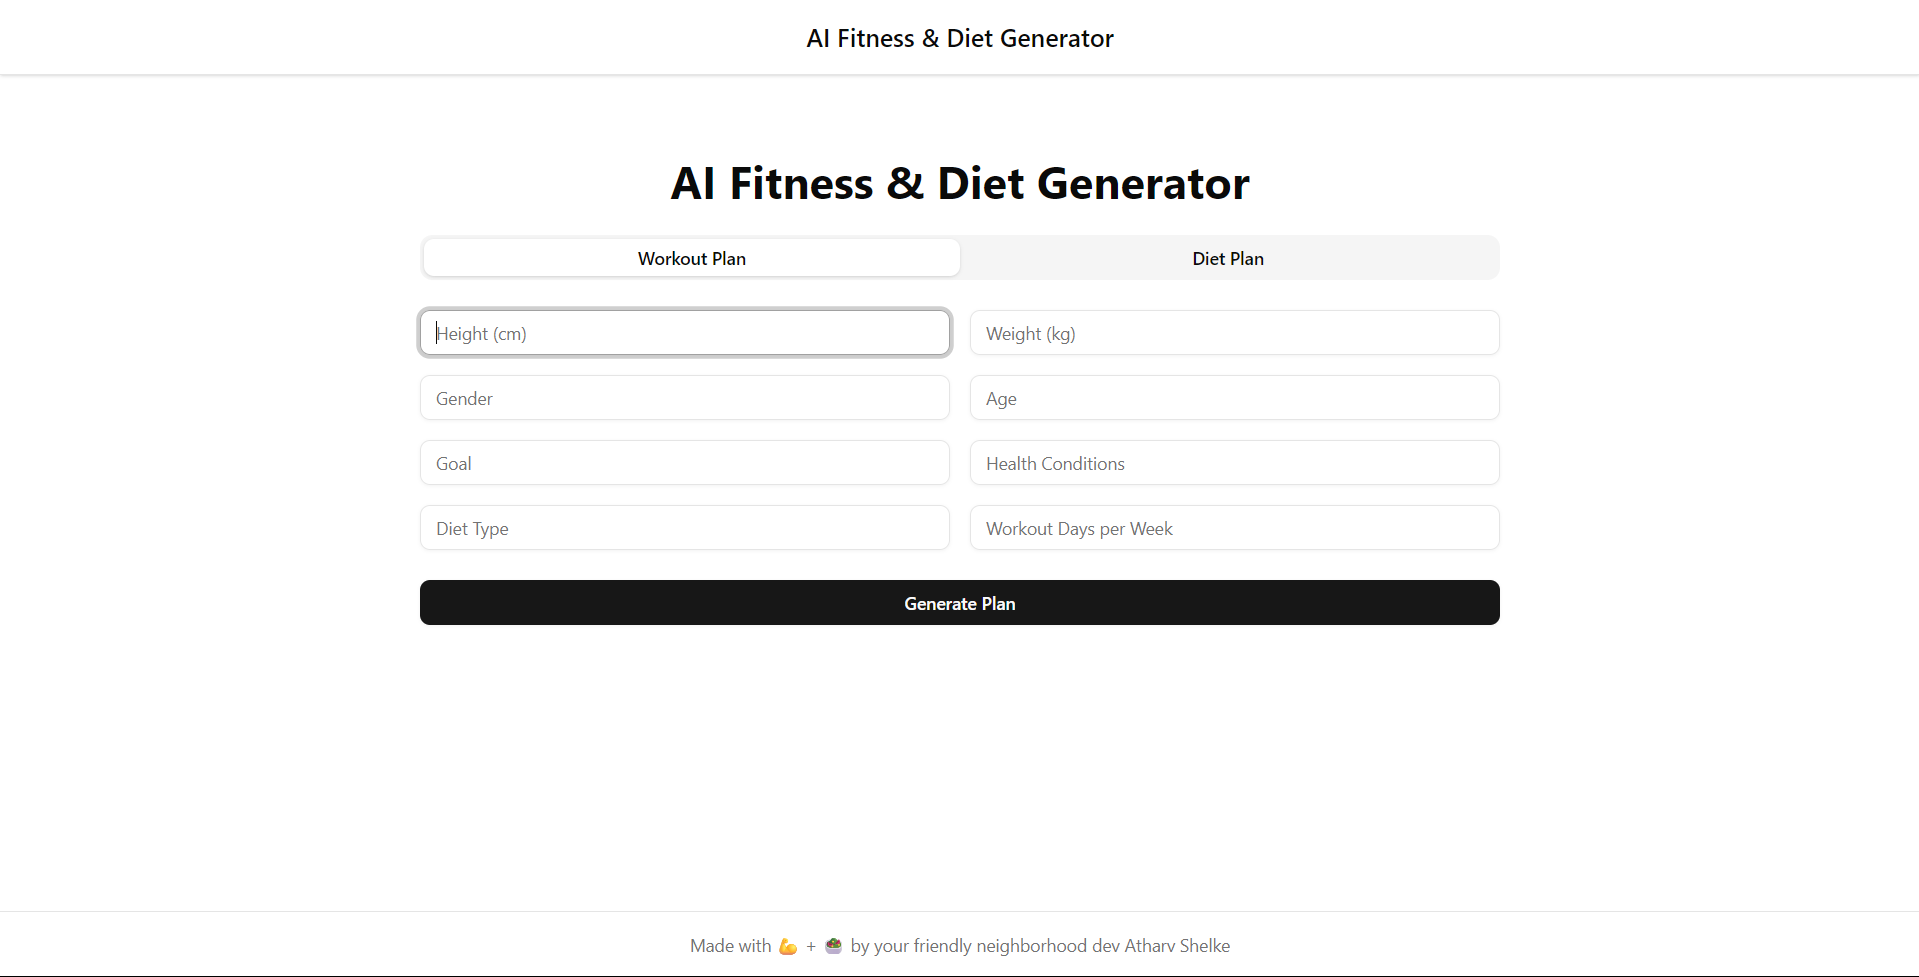 AI Fitness & Diet Generator
AI Fitness & Diet Generator
Workout Plan
Diet Plan
Height (cm)
Weight (kg)
Gender
Age
Goal
Health Conditions
Diet Type
Workout Days per Week
Generate Plan
Made with 💪 + 🥗 by your friendly neighborhood dev Atharv Shelke